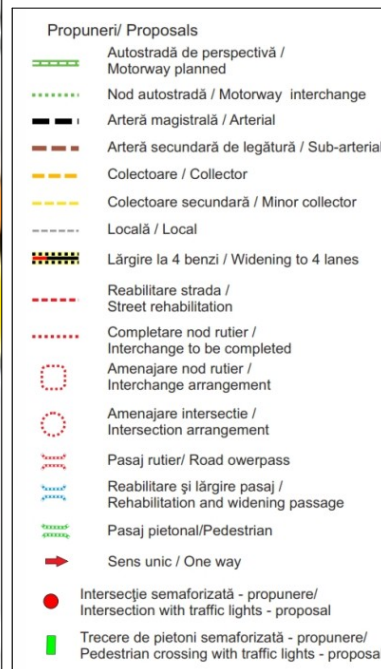 Propuneri/ Proposals
Autostradă de perspectivă /
Motorway planned
Nod autostradă / Motorway interchange
Arteră magistrală / Arterial
Arteră secundară de legătură / Sub-arterial
Colectoare / Collector
Colectoare secundară / Minor collector
Locală / Local
Lărgire la 4 benzi / Widening to 4 lanes
Reabilitare strada /
Street rehabilitation
Completare nod rutier /
Interchange to be completed
Amenajare nod rutier /
Interchange arrangement
Amenajare intersectie /
Intersection arrangement
Pasaj rutier/ Road owerpass
Reabilitare şi lărgire pasaj /
Rehabilitation and widening passage
Pasaj pietonal/Pedestrian
Sens unic / One way
Intersecţie semaforizată - propunere/
Intersection with traffic lights - proposal
Trecere de pietoni semaforizată - propunere/
Pedestrian crossing with traffic lights - proposa